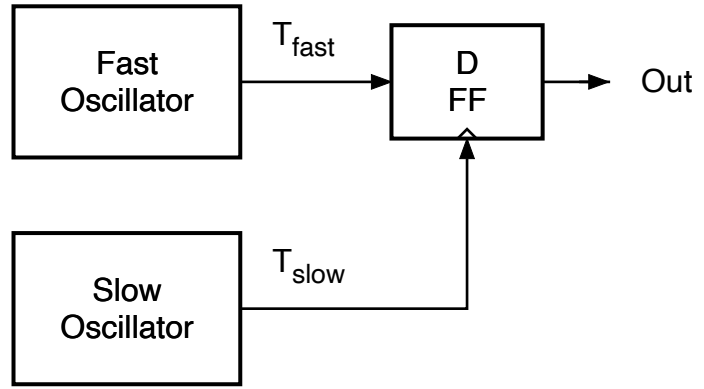 Fast
Oscillator
T_fast
D
FF
Out
Slow
Oscillator
T_slow